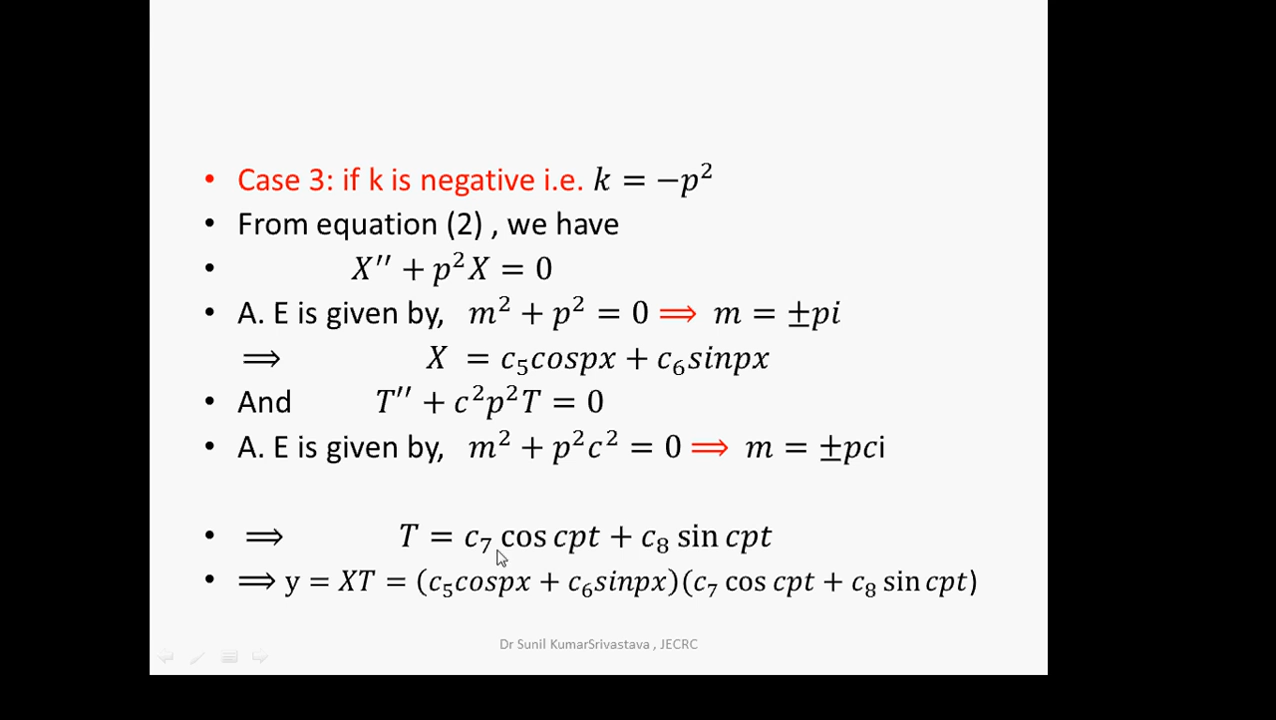 • Case 3: if k is negative i.e. k = −p²
• From equation (2) , we have
• X′′ + p²X = 0
• A. E is given by, m² + p² = 0 ⟹ m = ±pi
⟹ X = c₅cospx + c₆sinpx
• And T′′ + c²p²T = 0
• A. E is given by, m² + p²c² = 0 ⟹ m = ±pci
• ⟹ T = c₇ cos cpt + c₈ sin cpt
• ⟹ y = XT = (c₅cospx + c₆sinpx)(c₇ cos cpt + c₈ sin cpt)
Dr Sunil KumarSrivastava , JECRC